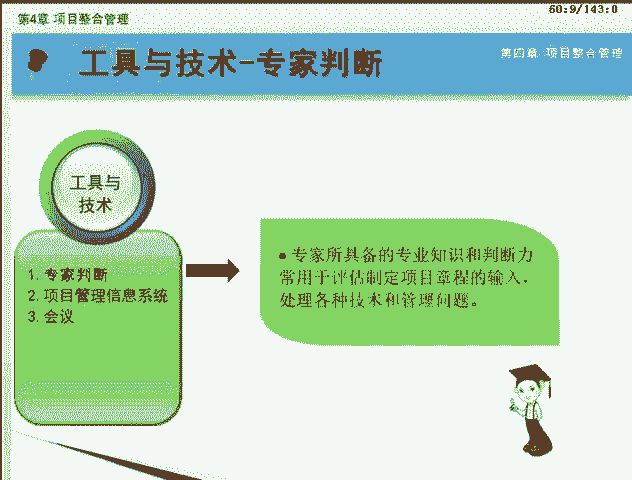 第4章 项目整合管理
60:9/143:0
工具与技术-专家判断
第四章 项目整合管理
工具与
技术
1. 专家判断
2. 项目管理信息系统
3. 会议
● 专家所具备的专业知识和判断力
常用于评估制定项目章程的输入，
处理各种技术和管理问题。